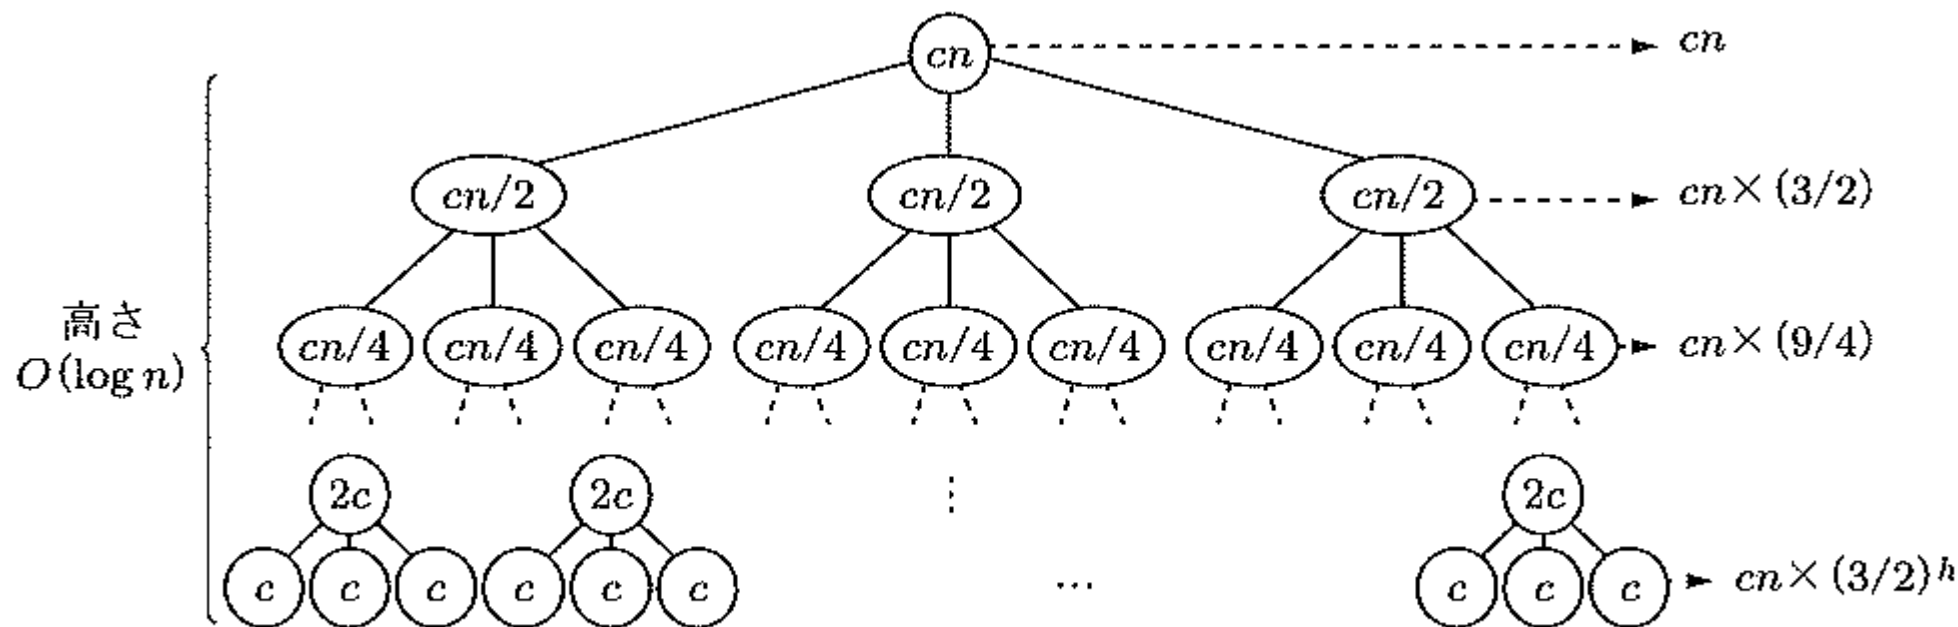 cn cn
cn/2 cn/2 cn/2 cn × (3/2)
高さ
O(log n)
cn/4 cn/4 cn/4 cn/4 cn/4 cn/4 cn/4 cn/4 cn/4 cn × (9/4)
2c 2c ⋮ 2c
c c c c c c ⋯ c c c cn × (3/2)^h